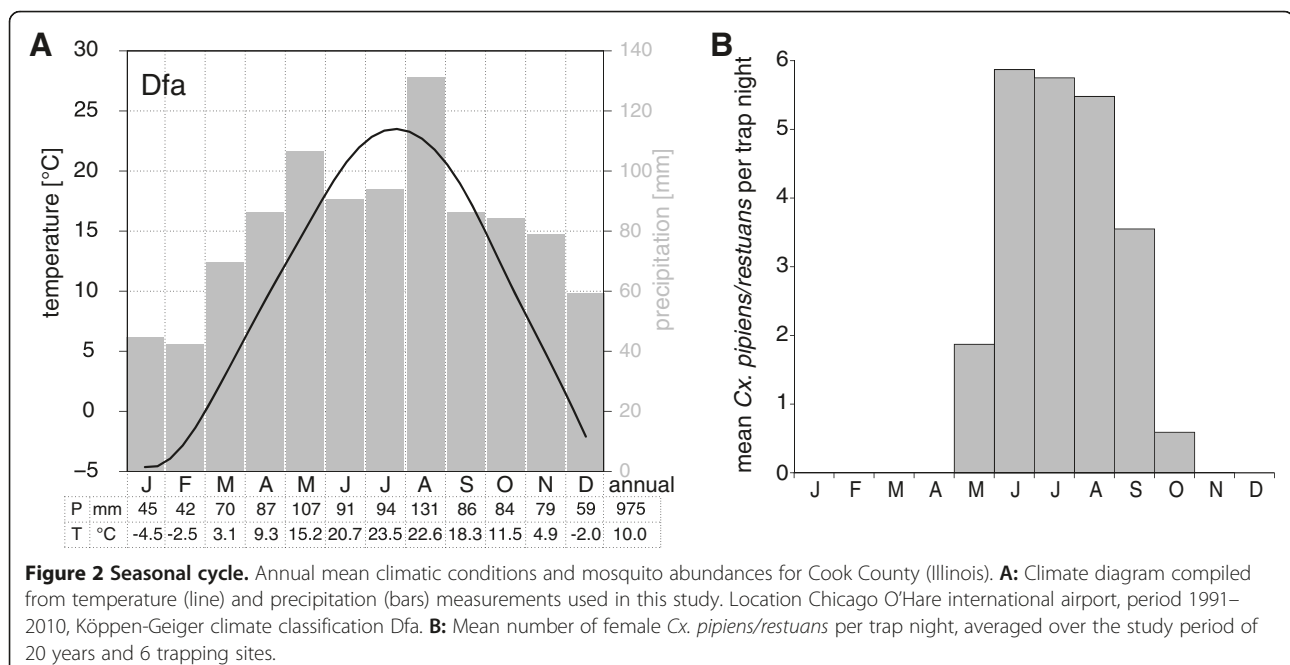 A
B
Dfa
temperature [°C]
30
25
20
15
10
5
0
–5
precipitation [mm]
140
120
100
80
60
40
20
0
J F M A M J J A S O N D annual
P mm 45 42 70 87 107 91 94 131 86 84 79 59 975
T °C -4.5 -2.5 3.1 9.3 15.2 20.7 23.5 22.6 18.3 11.5 4.9 -2.0 10.0
mean Cx. pipiens/restuans per trap night
6
5
4
3
2
1
0
J F M A M J J A S O N D
Figure 2 Seasonal cycle. Annual mean climatic conditions and mosquito abundances for Cook County (Illinois). A: Climate diagram compiled
from temperature (line) and precipitation (bars) measurements used in this study. Location Chicago O'Hare international airport, period 1991–
2010, Köppen-Geiger climate classification Dfa. B: Mean number of female Cx. pipiens/restuans per trap night, averaged over the study period of
20 years and 6 trapping sites.